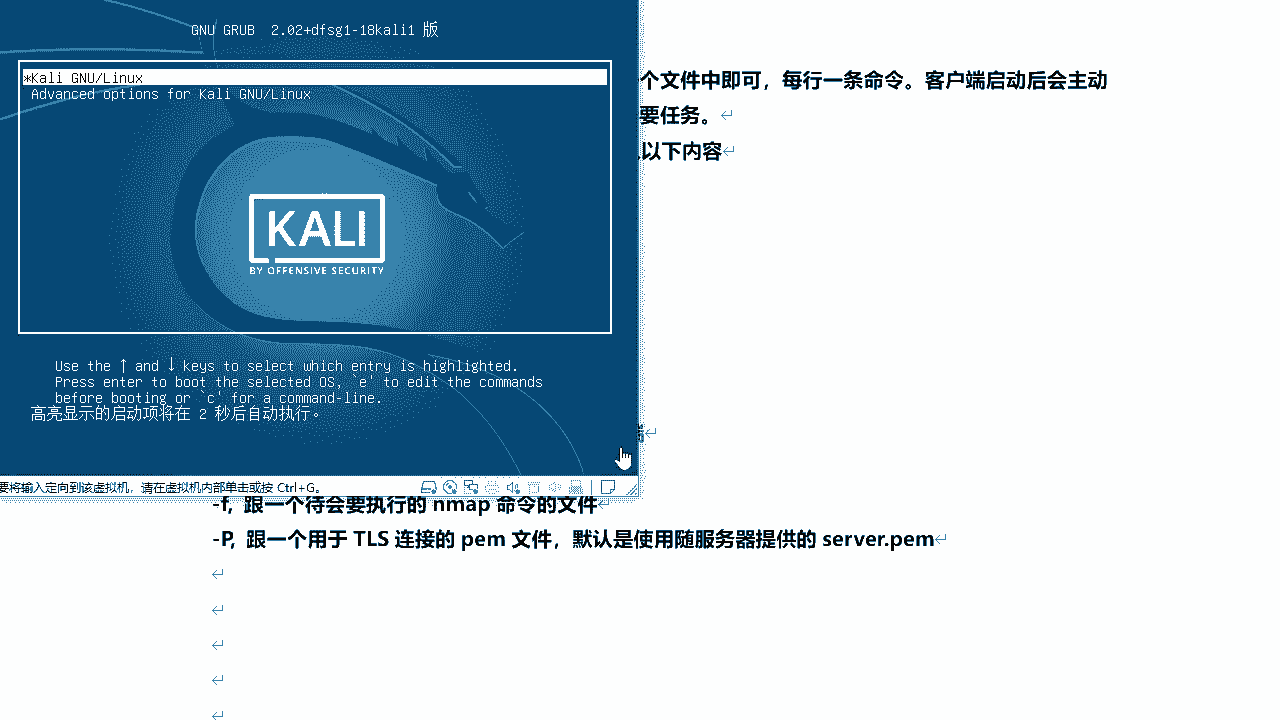 GNU GRUB  2.02+dfsg1-18kali1 版
*Kali GNU/Linux
Advanced options for Kali GNU/Linux
KALI
BY OFFENSIVE SECURITY
Use the ↑ and ↓ keys to select which entry is highlighted.
Press enter to boot the selected OS, `e' to edit the commands
before booting or `c' for a command-line.
高亮显示的启动项将在 2 秒后自动执行。
要将输入定向到该虚拟机，请在虚拟机内部单击或按 Ctrl+G。
个文件中即可，每行一条命令。客户端启动后会主动
要任务。
以下内容
-f, 跟一个待会要执行的 nmap 命令的文件
-P, 跟一个用于 TLS 连接的 pem 文件，默认是使用随服务器提供的 server.pem